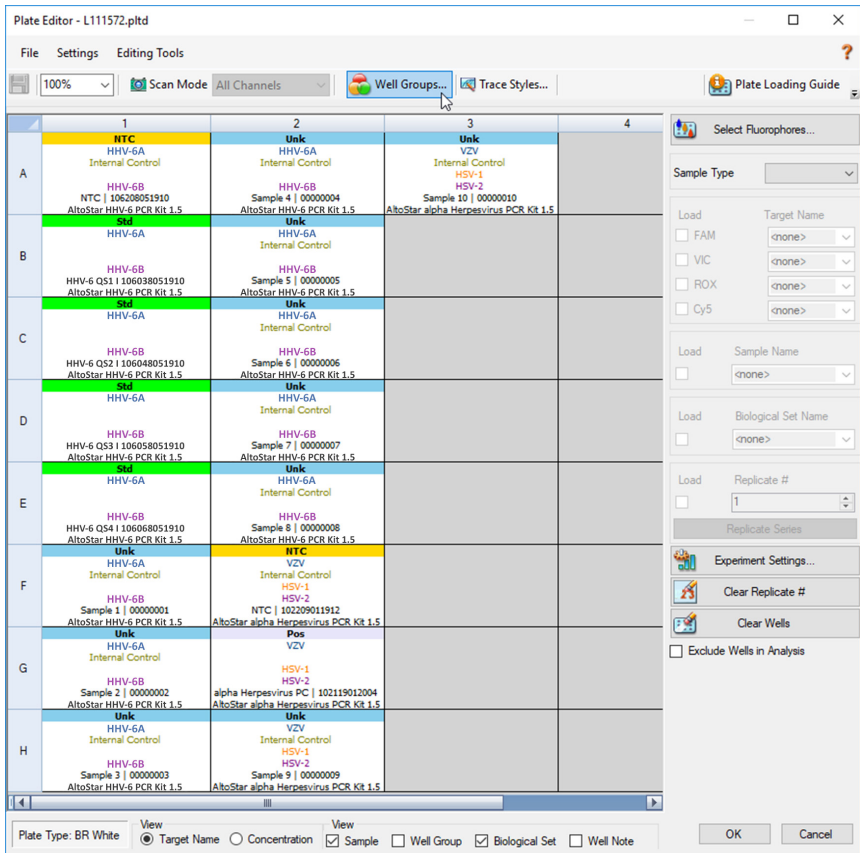 Plate Editor - L111572.pltd
File Settings Editing Tools ?
100% Scan Mode All Channels Well Groups... Trace Styles... Plate Loading Guide
1 2 3 4
A
NTC
HHV-6A
Internal Control
HHV-6B
NTC | 106208051910
AltoStar HHV-6 PCR Kit 1.5
Unk
HHV-6A
Internal Control
HHV-6B
Sample 4 | 00000004
AltoStar HHV-6 PCR Kit 1.5
Unk
VZV
Internal Control
HSV-1
HSV-2
Sample 10 | 00000010
AltoStar alpha Herpesvirus PCR Kit 1.5
B
Std
HHV-6A
HHV-6B
HHV-6 QS1 I 106038051910
AltoStar HHV-6 PCR Kit 1.5
Unk
HHV-6A
Internal Control
HHV-6B
Sample 5 | 00000005
AltoStar HHV-6 PCR Kit 1.5
C
Std
HHV-6A
HHV-6B
HHV-6 QS2 I 106048051910
AltoStar HHV-6 PCR Kit 1.5
Unk
HHV-6A
Internal Control
HHV-6B
Sample 6 | 00000006
AltoStar HHV-6 PCR Kit 1.5
D
Std
HHV-6A
HHV-6B
HHV-6 QS3 I 106058051910
AltoStar HHV-6 PCR Kit 1.5
Unk
HHV-6A
Internal Control
HHV-6B
Sample 7 | 00000007
AltoStar HHV-6 PCR Kit 1.5
E
Std
HHV-6A
HHV-6B
HHV-6 QS4 I 106068051910
AltoStar HHV-6 PCR Kit 1.5
Unk
HHV-6A
Internal Control
HHV-6B
Sample 8 | 00000008
AltoStar HHV-6 PCR Kit 1.5
F
Unk
HHV-6A
Internal Control
HHV-6B
Sample 1 | 00000001
AltoStar HHV-6 PCR Kit 1.5
NTC
VZV
Internal Control
HSV-1
HSV-2
NTC | 102209011912
AltoStar alpha Herpesvirus PCR Kit 1.5
G
Unk
HHV-6A
Internal Control
HHV-6B
Sample 2 | 00000002
AltoStar HHV-6 PCR Kit 1.5
Pos
VZV
HSV-1
HSV-2
alpha Herpesvirus PC | 102119012004
AltoStar alpha Herpesvirus PCR Kit 1.5
H
Unk
HHV-6A
Internal Control
HHV-6B
Sample 3 | 00000003
AltoStar HHV-6 PCR Kit 1.5
Unk
VZV
Internal Control
HSV-1
HSV-2
Sample 9 | 00000009
AltoStar alpha Herpesvirus PCR Kit 1.5
Select Fluorophores...
Sample Type
Load Target Name
FAM <none>
VIC <none>
ROX <none>
Cy5 <none>
Load Sample Name
<none>
Load Biological Set Name
<none>
Load Replicate #
1
Replicate Series
Experiment Settings...
Clear Replicate #
Clear Wells
Exclude Wells in Analysis
Plate Type: BR White
View
Target Name Concentration
View
Sample Well Group Biological Set Well Note
OK Cancel